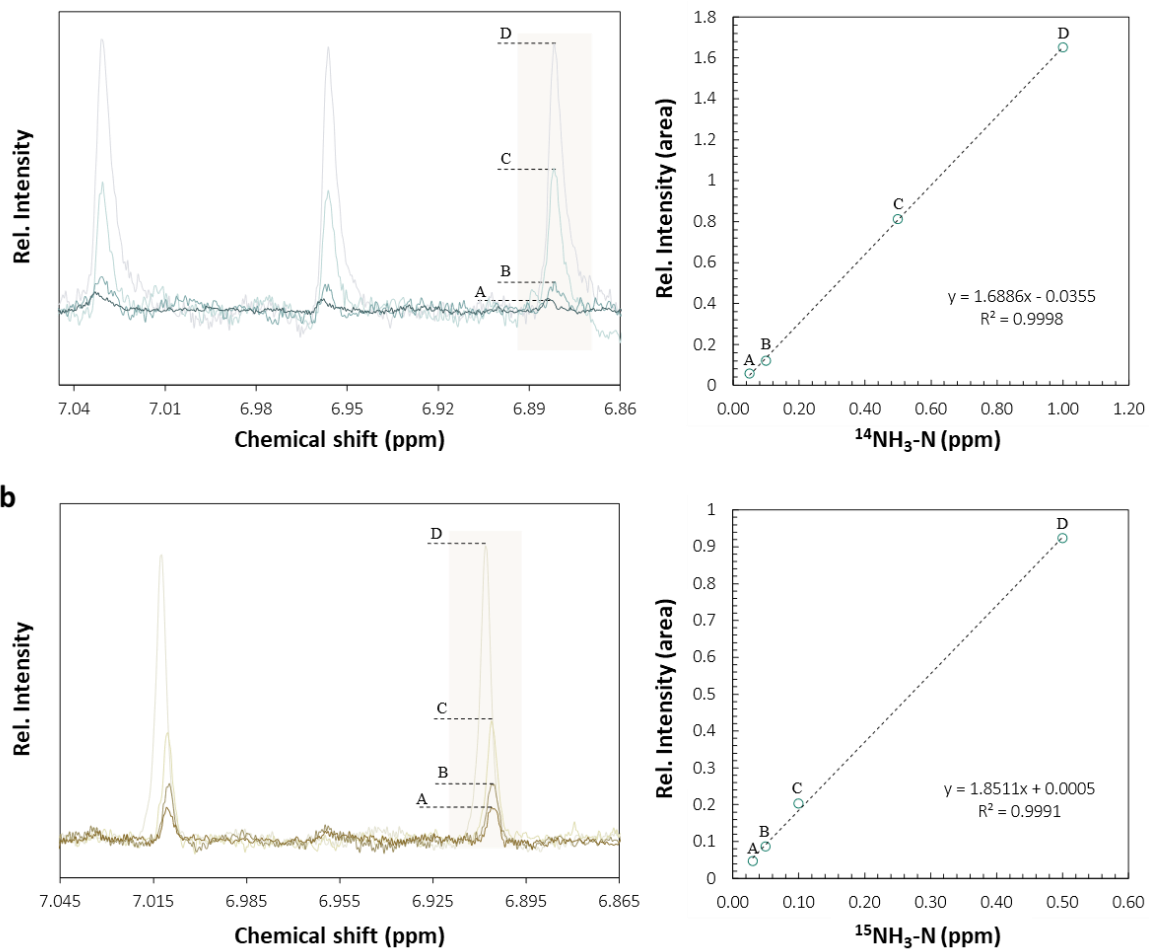 Rel. Intensity
D
C
B
A
7.04 7.01 6.98 6.95 6.92 6.89 6.86
Chemical shift (ppm)
Rel. Intensity (area)
1.8
1.6
1.4
1.2
1
0.8
0.6
0.4
0.2
0
D
C
B
A
y = 1.6886x - 0.0355
R² = 0.9998
0.00 0.20 0.40 0.60 0.80 1.00 1.20
¹⁴NH₃-N (ppm)
b
Rel. Intensity
D
C
B
A
7.045 7.015 6.985 6.955 6.925 6.895 6.865
Chemical shift (ppm)
Rel. Intensity (area)
1
0.9
0.8
0.7
0.6
0.5
0.4
0.3
0.2
0.1
0
D
C
B
A
y = 1.8511x + 0.0005
R² = 0.9991
0.00 0.10 0.20 0.30 0.40 0.50 0.60
¹⁵NH₃-N (ppm)